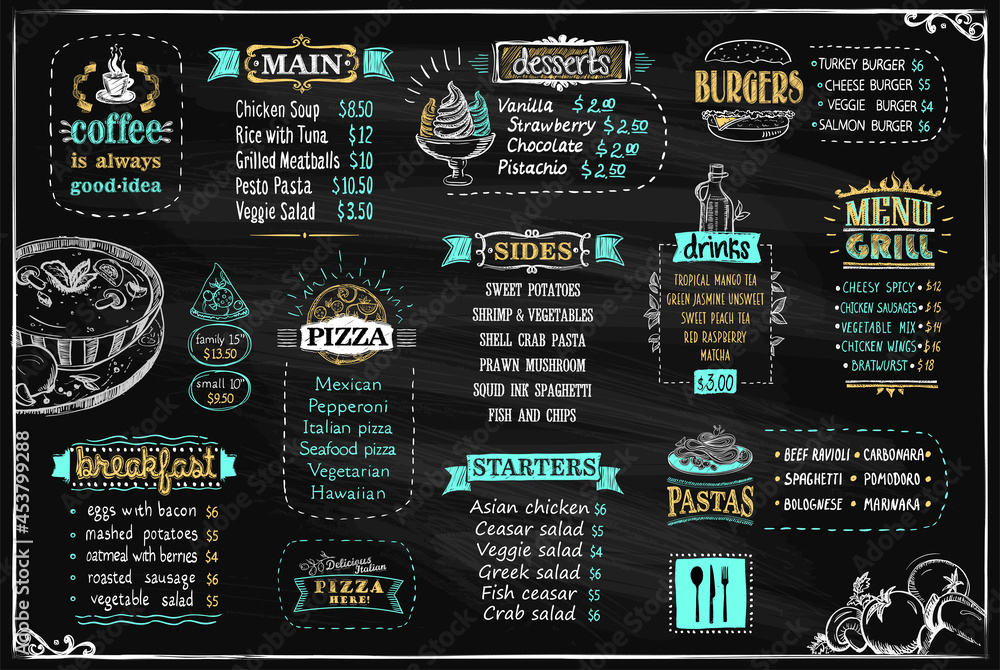 coffee
is always
good·idea
MAIN
Chicken Soup $8.50
Rice with Tuna $12
Grilled Meatballs $10
Pesto Pasta $10.50
Veggie Salad $3.50
desserts
Vanilla $2.00
Strawberry $2.50
Chocolate $2.00
Pistachio $2.50
BURGERS
TURKEY BURGER $6
CHEESE BURGER $5
VEGGIE BURGER $4
SALMON BURGER $6
family 15"
$13.50
small 10"
$9.50
PIZZA
Mexican
Pepperoni
Italian pizza
Seafood pizza
Vegetarian
Hawaiian
SIDES
SWEET POTATOES
SHRIMP & VEGETABLES
SHELL CRAB PASTA
PRAWN MUSHROOM
SQUID INK SPAGHETTI
FISH AND CHIPS
drinks
TROPICAL MANGO TEA
GREEN JASMINE UNSWEET
SWEET PEACH TEA
RED RASPBERRY
MATCHA
$3.00
MENU
GRILL
• CHEESY SPICY • $12
• CHICKEN SAUSAGES • $15
• VEGETABLE MIX • $14
• CHICKEN WINGS • $16
• BRATWURST • $18
breakfast
eggs with bacon $6
mashed potatoes $5
oatmeal with berries $4
roasted sausage $6
vegetable salad $5
Delicious
Italian
PIZZA
HERE!
STARTERS
Asian chicken $6
Ceasar salad $5
Veggie salad $4
Greek salad $6
Fish ceasar $5
Crab salad $6
PASTAS
• BEEF RAVIOLI • CARBONARA •
• SPAGHETTI • POMODORO •
• BOLOGNESE • MARINARA •
Adobe Stock | #453799288